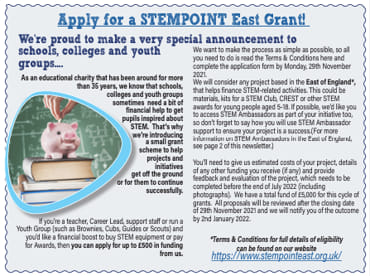 Apply for a STEMPOINT East Grant!
We're proud to make a very special announcement to
schools, colleges and youth
groups....
As an educational charity that has been around for more
than 35 years, we know that schools,
colleges and youth groups
sometimes need a bit of
financial help to get
pupils inspired about
STEM. That's why
we're introducing
a small grant
scheme to help
projects and
initiatives
get off the ground
or for them to continue
successfully.
If you're a teacher, Career Lead, support staff or run a
Youth Group (such as Brownies, Cubs, Guides or Scouts) and
you'd like a financial boost to buy STEM equipment or pay
for Awards, then you can apply for up to £500 in funding
from us.
We want to make the process as simple as possible, so all
you need to do is read the Terms & Conditions here and
complete the application form by Monday, 29th November
2021.
We will consider any project based in the East of England*,
that helps finance STEM-related activities. This could be
materials, kits for a STEM Club, CREST or other STEM
awards for young people aged 5-18. If possible, we'd like you
to access STEM Ambassadors as part of your initiative too,
so don't forget to say how you will use STEM Ambassador
support to ensure your project is a success.(For more
information on STEM Ambassadors in the East of England,
see page 2 of this newsletter.)
You'll need to give us estimated costs of your project, details
of any other funding you receive (if any) and provide
feedback and evaluation of the project, which needs to be
completed before the end of July 2022 (including
photographs). We have a total fund of £5,000 for this cycle of
grants. All proposals will be reviewed after the closing date
of 29th November 2021 and we will notify you of the outcome
by 2nd January 2022.
*Terms & Conditions for full details of eligibility
can be found on our website
https://www.stempointeast.org.uk/